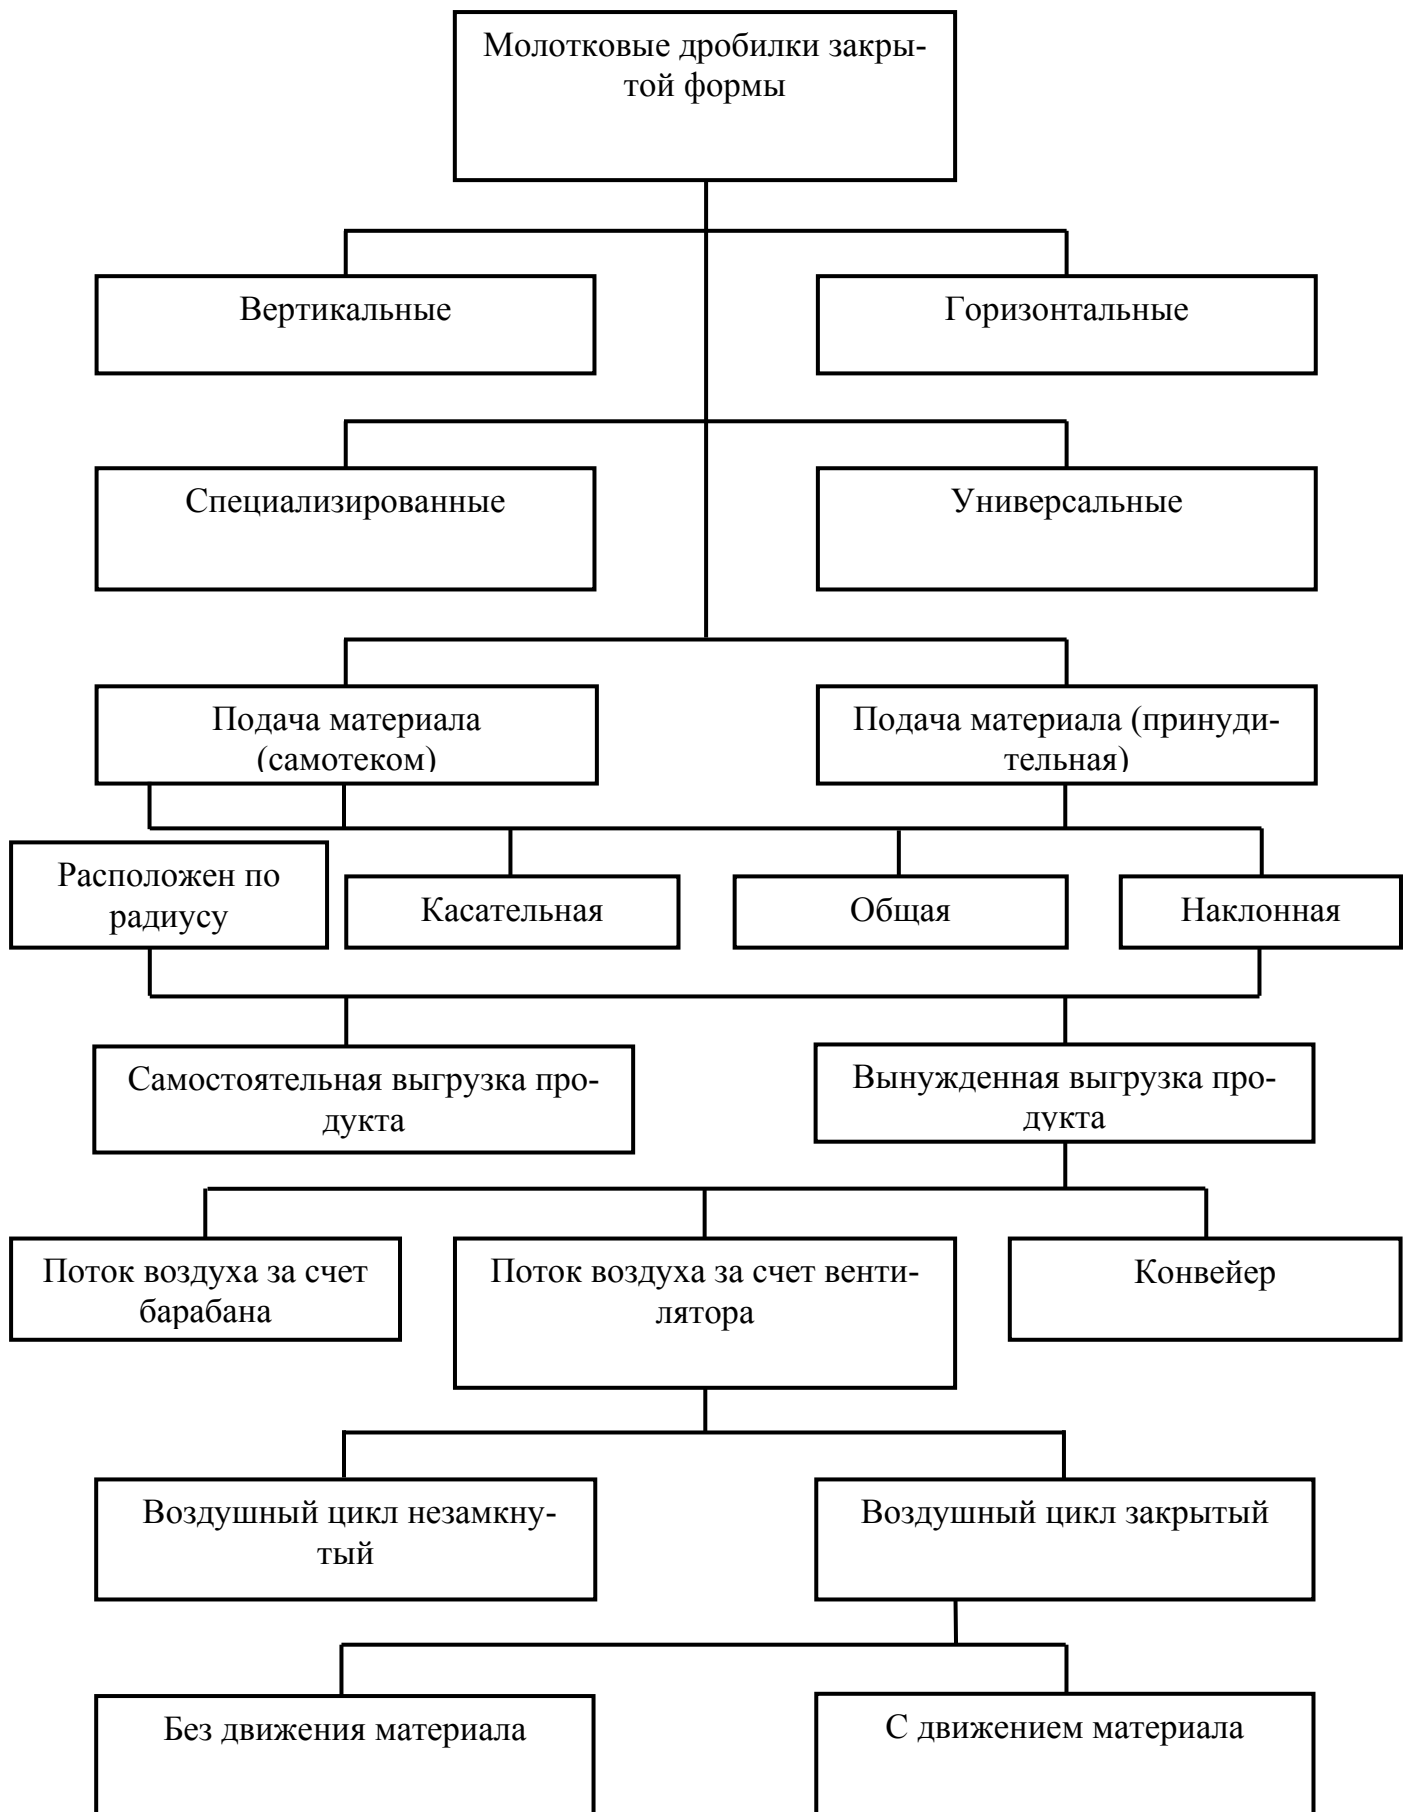 Молотковые дробилки закры-
той формы
Вертикальные
Горизонтальные
Специализированные
Универсальные
Подача материала
(самотеком)
Подача материала (принуди-
тельная)
Расположен по
радиусу
Касательная
Общая
Наклонная
Самостоятельная выгрузка про-
дукта
Вынужденная выгрузка про-
дукта
Поток воздуха за счет
барабана
Поток воздуха за счет венти-
лятора
Конвейер
Воздушный цикл незамкну-
тый
Воздушный цикл закрытый
Без движения материала
С движением материала